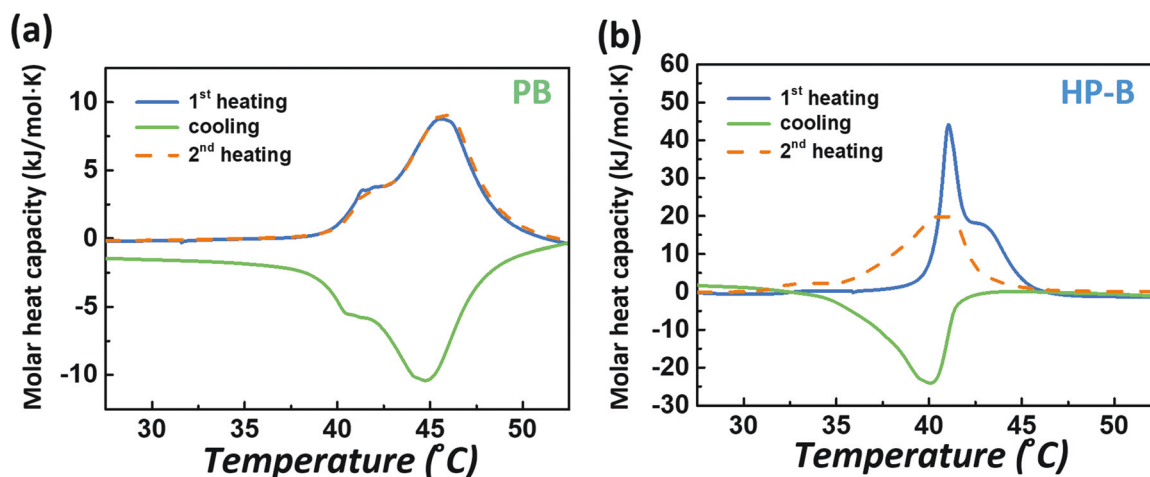 (a)
Molar heat capacity (kJ/mol·K)
10
5
0
-5
-10
1st heating
cooling
2nd heating
PB
30
35
40
45
50
Temperature (°C)
(b)
Molar heat capacity (kJ/mol·K)
60
50
40
30
20
10
0
-10
-20
-30
1st heating
cooling
2nd heating
HP-B
30
35
40
45
50
Temperature (°C)